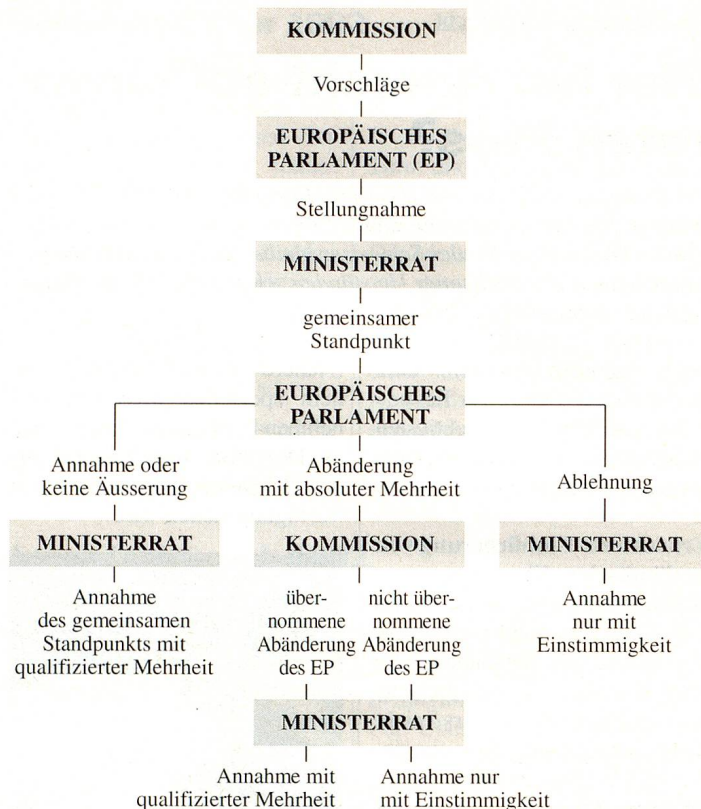 KOMMISSION
Vorschläge
EUROPÄISCHES
PARLAMENT (EP)
Stellungnahme
MINISTERRAT
gemeinsamer
Standpunkt
EUROPÄISCHES
PARLAMENT
Annahme oder
keine Äusserung
Abänderung
mit absoluter Mehrheit
Ablehnung
MINISTERRAT
KOMMISSION
MINISTERRAT
Annahme
des gemeinsamen
Standpunkts mit
qualifizierter Mehrheit
über-
nommene
Abänderung
des EP
nicht über-
nommene
Abänderung
des EP
Annahme
nur mit
Einstimmigkeit
MINISTERRAT
Annahme mit
qualifizierter Mehrheit
Annahme nur
mit Einstimmigkeit